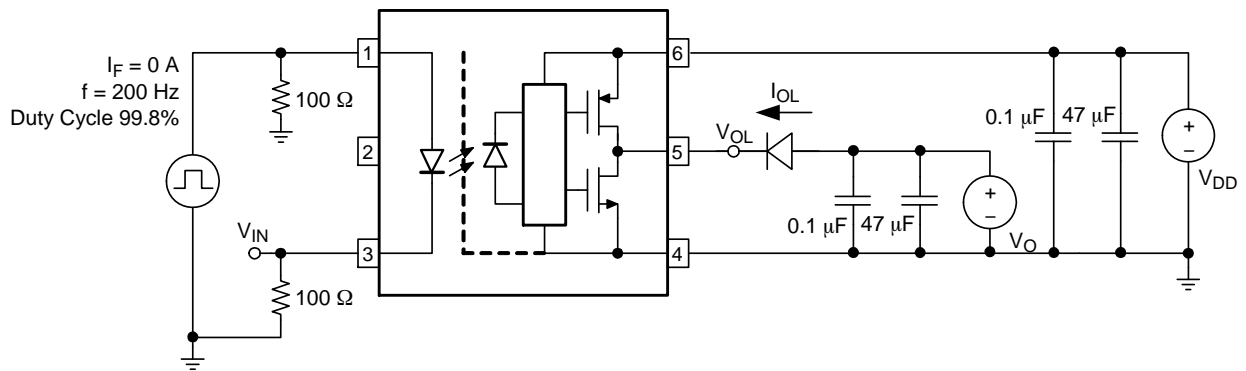 I_F = 0 A
f = 200 Hz
Duty Cycle 99.8%
100 Ω
V_IN
100 Ω
1
2
3
6
5
4
V_OL
I_OL
0.1 μF
47 μF
+
–
V_O
0.1 μF
47 μF
+
–
V_DD